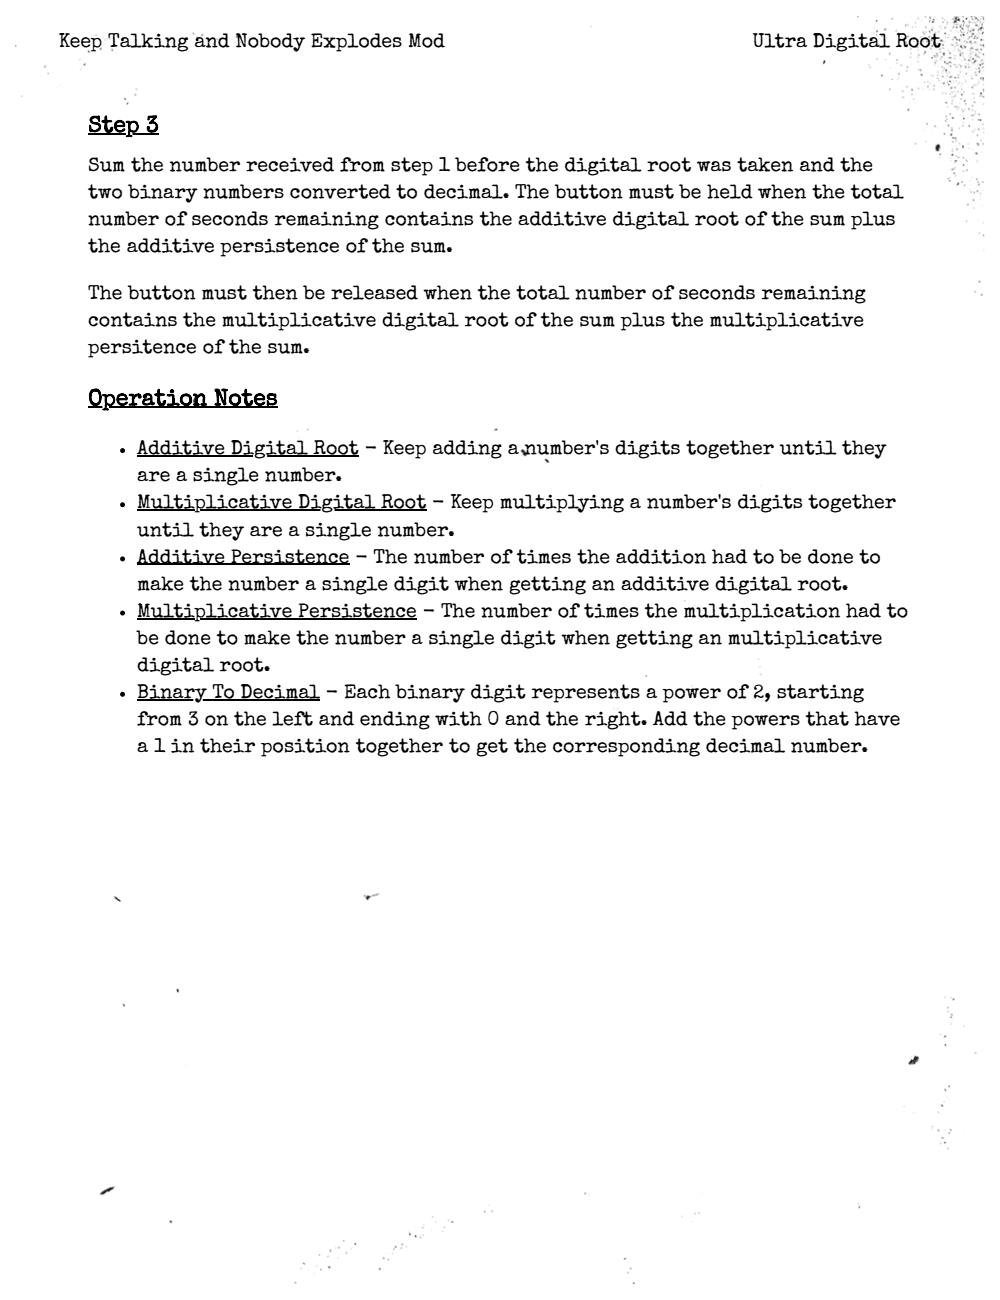 Keep Talking and Nobody Explodes Mod
Ultra Digital Root
Step 3
Sum the number received from step 1 before the digital root was taken and the
two binary numbers converted to decimal. The button must be held when the total
number of seconds remaining contains the additive digital root of the sum plus
the additive persistence of the sum.
The button must then be released when the total number of seconds remaining
contains the multiplicative digital root of the sum plus the multiplicative
persitence of the sum.
Operation Notes
• Additive Digital Root – Keep adding a number's digits together until they
are a single number.
• Multiplicative Digital Root – Keep multiplying a number's digits together
until they are a single number.
• Additive Persistence – The number of times the addition had to be done to
make the number a single digit when getting an additive digital root.
• Multiplicative Persistence – The number of times the multiplication had to
be done to make the number a single digit when getting an multiplicative
digital root.
• Binary To Decimal – Each binary digit represents a power of 2, starting
from 3 on the left and ending with 0 and the right. Add the powers that have
a 1 in their position together to get the corresponding decimal number.